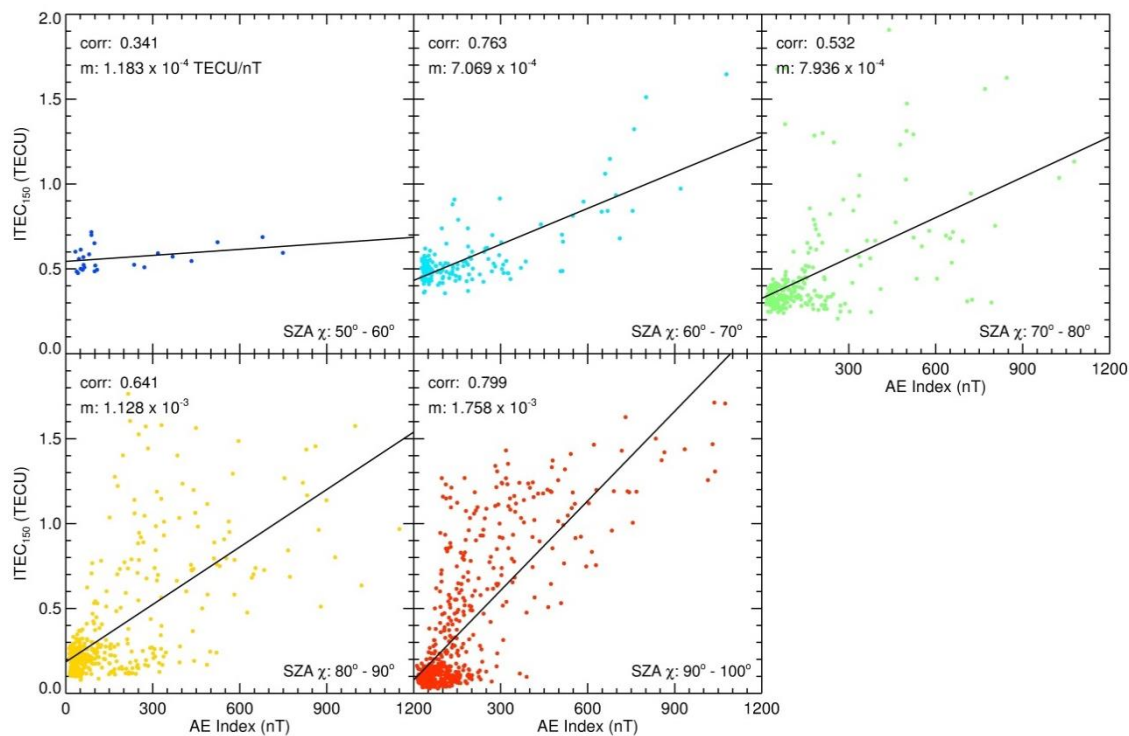 2.0
1.5
1.0
0.5
0.0
ITEC₁₅₀ (TECU)
corr: 0.341
m: 1.183 x 10⁻⁴ TECU/nT
SZA χ: 50° - 60°
corr: 0.763
m: 7.069 x 10⁻⁴
SZA χ: 60° - 70°
corr: 0.532
m: 7.936 x 10⁻⁴
SZA χ: 70° - 80°
300 600 900 1200
AE Index (nT)
1.5
1.0
0.5
0.0
ITEC₁₅₀ (TECU)
corr: 0.641
m: 1.128 x 10⁻³
SZA χ: 80° - 90°
corr: 0.799
m: 1.758 x 10⁻³
SZA χ: 90° - 100°
0 300 600 900 1200 300 600 900 1200
AE Index (nT)
AE Index (nT)